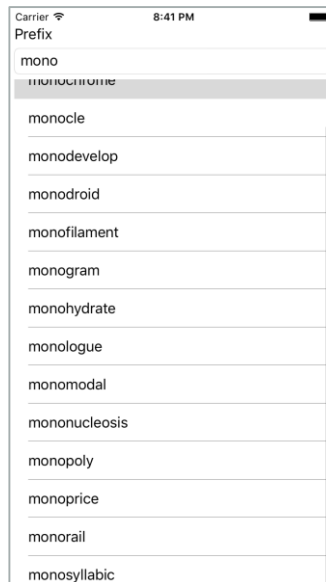 Carrier 8:41 PM
Prefix
mono
monochrome
monocle
monodevelop
monodroid
monofilament
monogram
monohydrate
monologue
monomodal
mononucleosis
monopoly
monoprice
monorail
monosyllabic